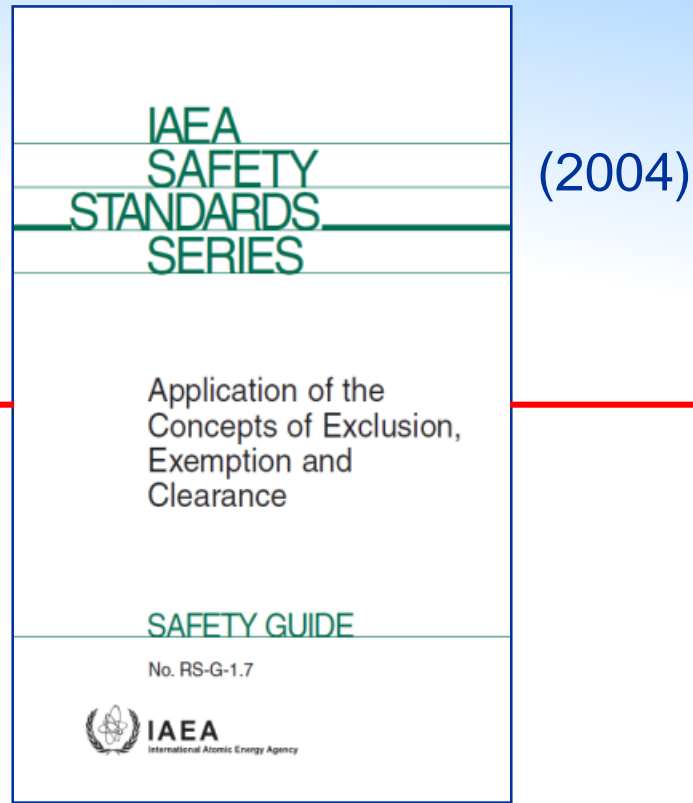 IAEA
SAFETY
STANDARDS
SERIES
(2004)
Application of the
Concepts of Exclusion,
Exemption and
Clearance
SAFETY GUIDE
No. RS-G-1.7
IAEA
International Atomic Energy Agency